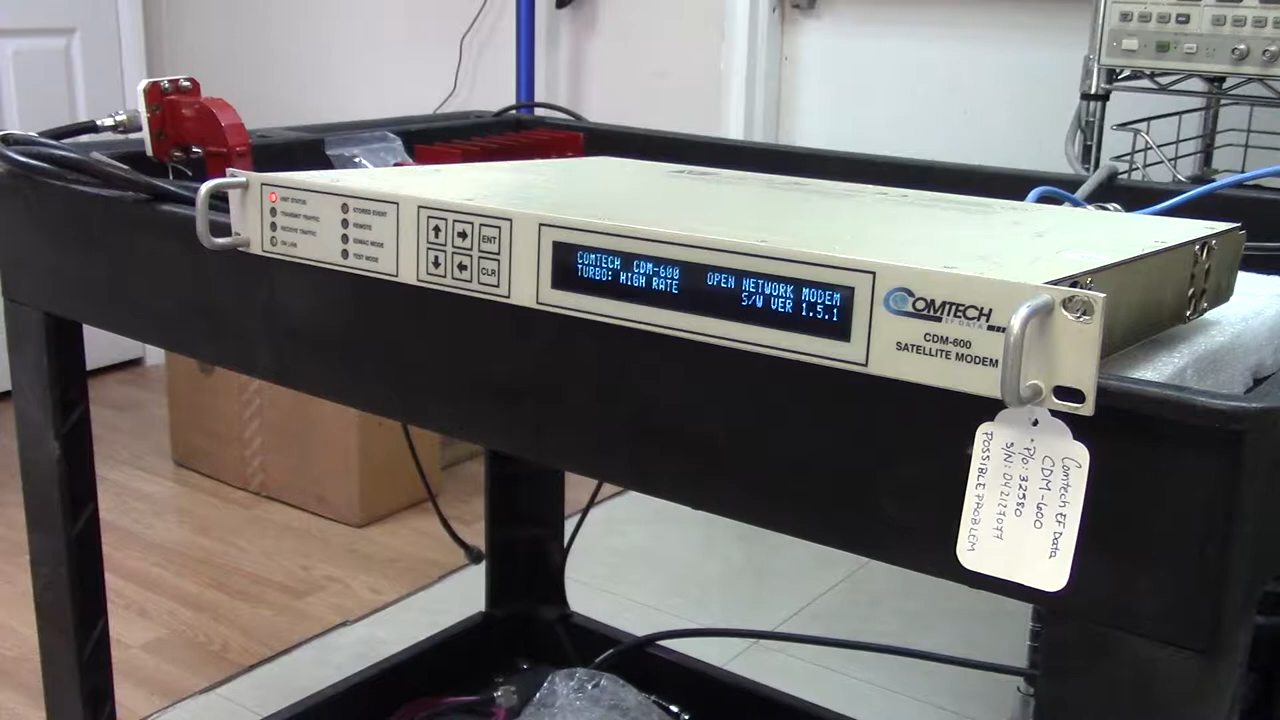 UNIT STATUS
TRANSMIT TRAFFIC
RECEIVE TRAFFIC
ON LINE
STORED EVENT
REMOTE
EDMAC MODE
TEST MODE
ENT
CLR
COMTECH CDM-600 OPEN NETWORK MODEM
TURBO: HIGH RATE S/W VER 1.5.1
COMTECH
EF DATA
CDM-600
SATELLITE MODEM
Comtech EF Data
CDM-600
P/O: 32580
S/N: 042127077
POSSIBLE PROBLEM